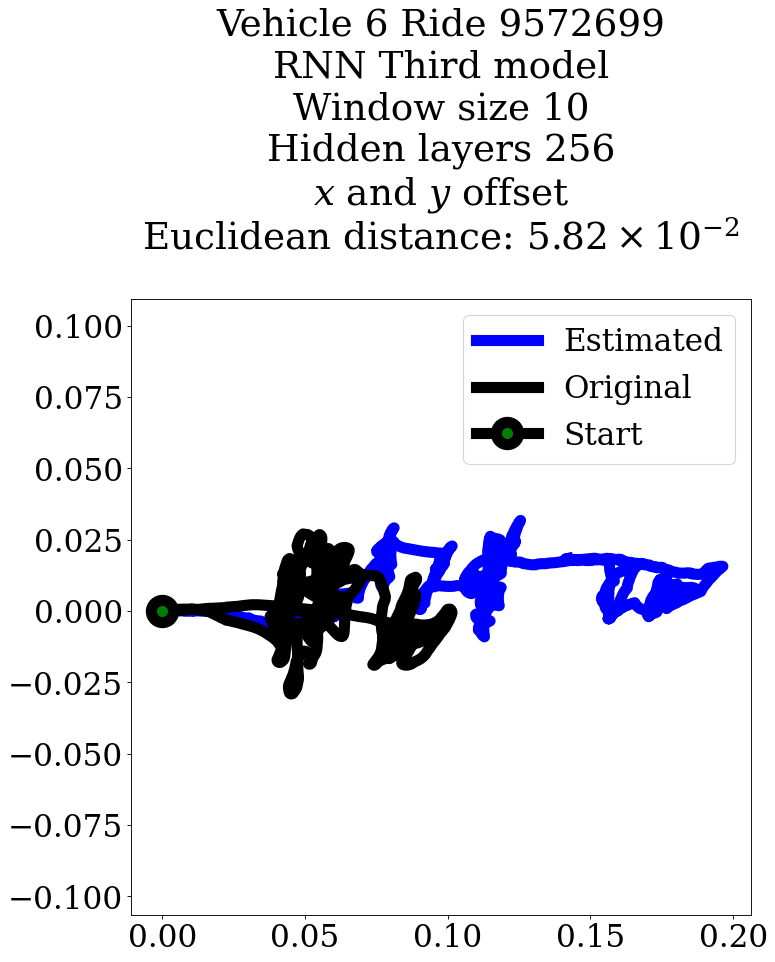 Vehicle 6 Ride 9572699
RNN Third model
Window size 10
Hidden layers 256
x and y offset
Euclidean distance: 5.82 × 10⁻²
Estimated
Original
Start
0.100
0.075
0.050
0.025
0.000
−0.025
−0.050
−0.075
−0.100
0.00 0.05 0.10 0.15 0.20